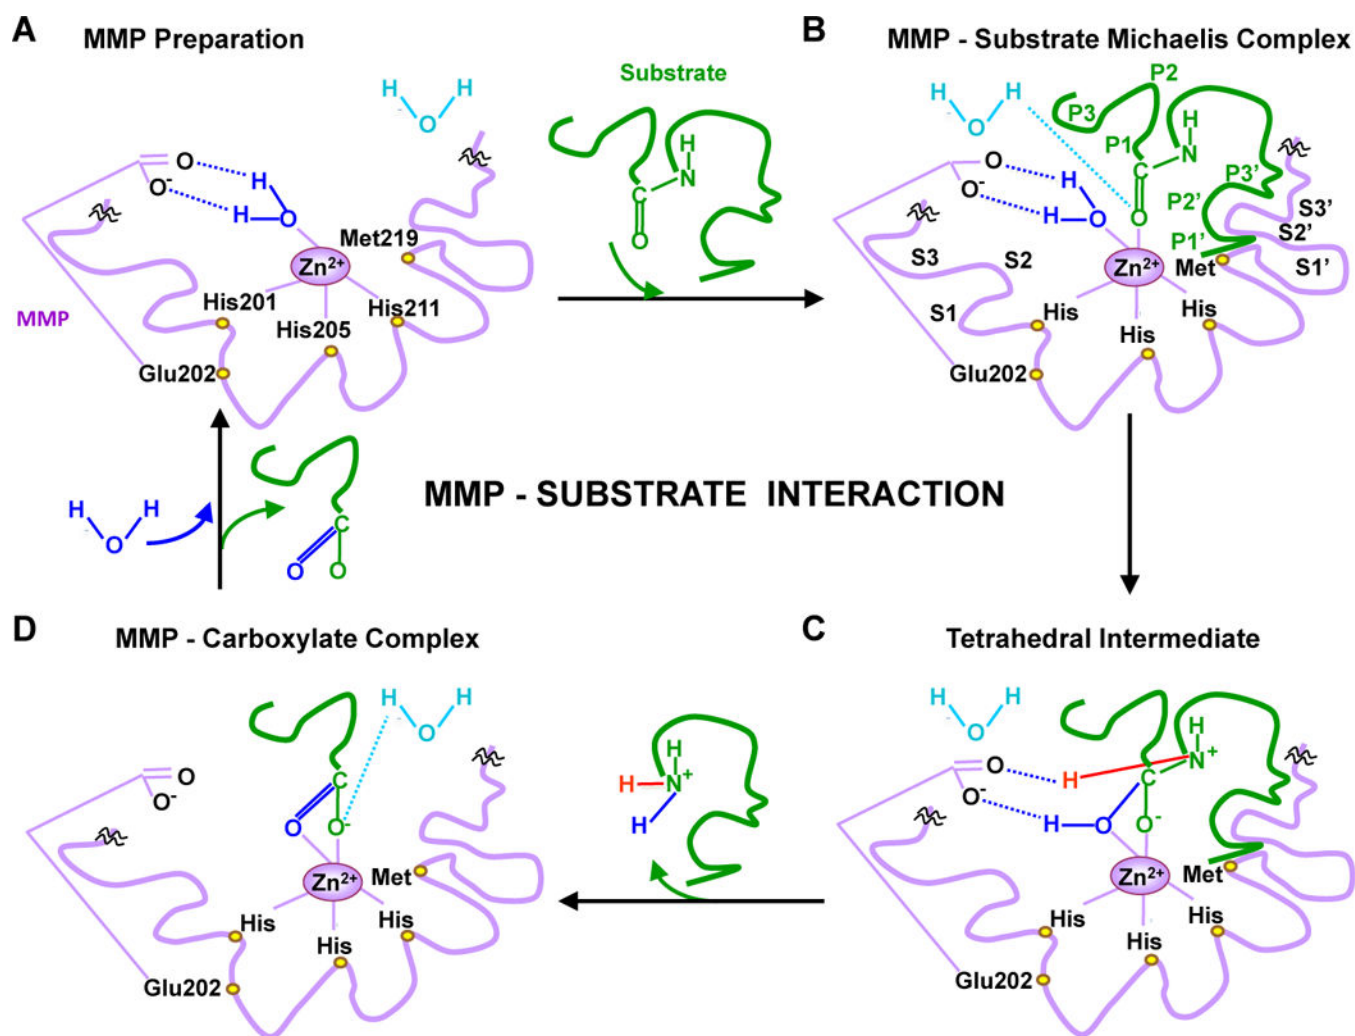 A MMP Preparation
H H
O
O
O-
H
H O
Met219
Zn2+
His201
His211
His205
MMP
Glu202
Substrate
H
N
C
O
B MMP - Substrate Michaelis Complex
P2
H H
O
P3
P1
H
N
C
O
O
O-
H
H O
P3’
P2’
P1’
S3’
S2’
S1’
S3
S2
Zn2+
Met
S1
His
His
His
Glu202
MMP - SUBSTRATE INTERACTION
H H
O
C
O
O
D MMP - Carboxylate Complex
H H
O
O
O-
C
O O-
Zn2+
Met
His
His
His
Glu202
H
H N+
H
C Tetrahedral Intermediate
H H
O
H
N+
O
O-
H
C
H O O-
Zn2+
Met
His
His
His
Glu202